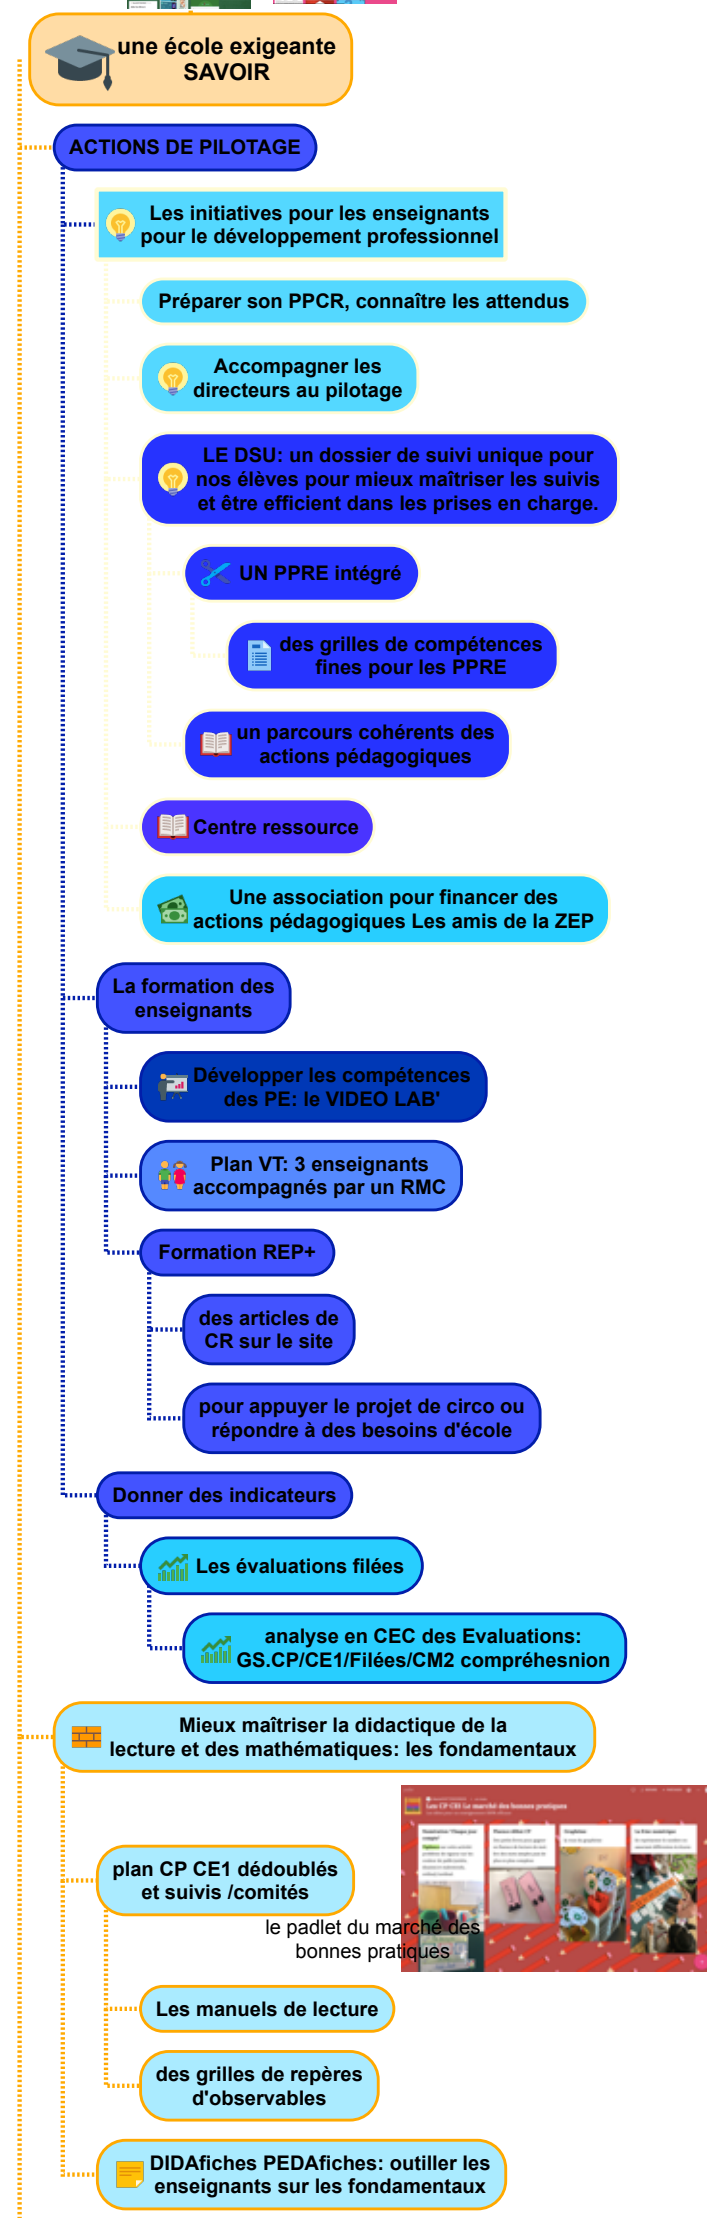 une école exigeante
SAVOIR
ACTIONS DE PILOTAGE
Les initiatives pour les enseignants
pour le développement professionnel
Préparer son PPCR, connaître les attendus
Accompagner les
directeurs au pilotage
LE DSU: un dossier de suivi unique pour
nos élèves pour mieux maîtriser les suivis
et être efficient dans les prises en charge.
UN PPRE intégré
des grilles de compétences
fines pour les PPRE
un parcours cohérents des
actions pédagogiques
Centre ressource
Une association pour financer des
actions pédagogiques Les amis de la ZEP
La formation des
enseignants
Développer les compétences
des PE: le VIDEO LAB'
Plan VT: 3 enseignants
accompagnés par un RMC
Formation REP+
des articles de
CR sur le site
pour appuyer le projet de circo ou
répondre à des besoins d'école
Donner des indicateurs
Les évaluations filées
analyse en CEC des Evaluations:
GS.CP/CE1/Filées/CM2 compréhesnion
Mieux maîtriser la didactique de la
lecture et des mathématiques: les fondamentaux
Les CP CE1 Le marché des bonnes pratiques
plan CP CE1 dédoublés
et suivis /comités
le padlet du marché des
bonnes pratiques
Les manuels de lecture
des grilles de repères
d'observables
DIDAfiches PEDAfiches: outiller les
enseignants sur les fondamentaux